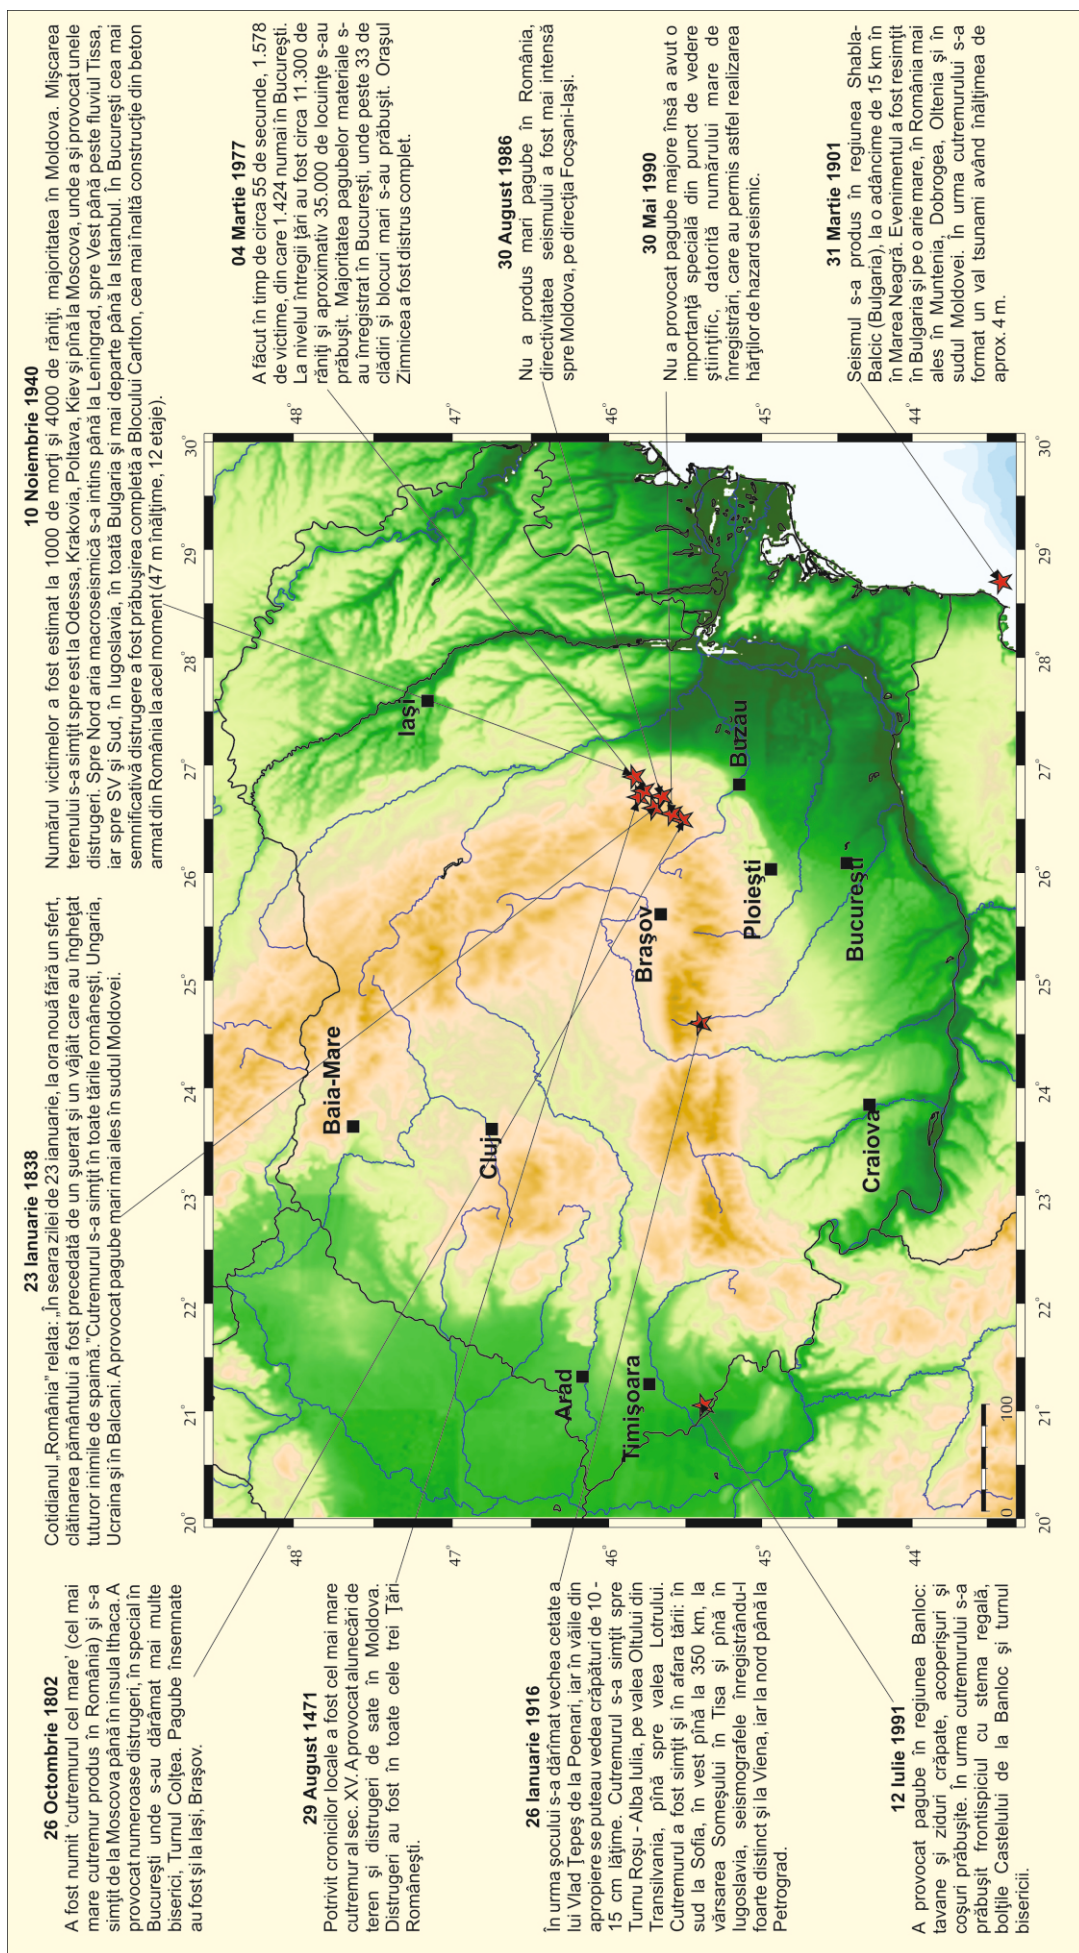 26 Octombrie 1802
A fost numit 'cutremurul cel mare' (cel mai
mare cutremur produs în România) şi s-a
simţit de la Moscova până în insula Ithaca. A
provocat numeroase distrugeri, în special în
Bucureşti unde s-au dărâmat mai multe
biserici, Turnul Colţea. Pagube însemnate
au fost şi la Iaşi, Braşov.
23 Ianuarie 1838
Cotidianul „România” relata: „În seara zilei de 23 ianuarie, la ora nouă fără un sfert,
clătinarea pământului a fost precedată de un şuerat şi un vâjâit care au îngheţat
tuturor inimile de spaimă.”Cutremurul s-a simţit în toate tările româneşti, Ungaria,
Ucraina şi în Balcani. A provocat pagube mari mai ales în sudul Moldovei.
10 Noiembrie 1940
Numărul victimelor a fost estimat la 1000 de morţi şi 4000 de răniţi, majoritatea în Moldova. Mişcarea
terenului s-a simţit spre est la Odessa, Krakovia, Poltava, Kiev şi pînă la Moscova, unde a şi provocat unele
distrugeri. Spre Nord aria macroseismică s-a intins până la Leningrad, spre Vest până peste fluviul Tissa,
iar spre SV şi Sud, în Iugoslavia, în toată Bulgaria şi mai departe până la Istanbul. În Bucureşti cea mai
semnificativă distrugere a fost prăbuşirea completă a Blocului Carlton, cea mai înaltă construcţie din beton
armat din România la acel moment (47 m înălţime, 12 etaje).
29 August 1471
Potrivit cronicilor locale a fost cel mai mare
cutremur al sec. XV. A provocat alunecări de
teren şi distrugeri de sate în Moldova.
Distrugeri au fost în toate cele trei Ţări
Româneşti.
26 Ianuarie 1916
În urma şocului s-a dărîmat vechea cetate a
lui Vlad Ţepeş de la Poenari, iar în văile din
apropiere se puteau vedea crăpături de 10 -
15 cm lăţime. Cutremurul s-a simţit spre
Turnu Roşu - Alba Iulia, pe valea Oltului din
Transilvania, pînă spre valea Lotrului.
Cutremurul a fost simţit şi în afara tării: în
sud la Sofia, în vest pînă la 350 km, la
vărsarea Someşului în Tisa şi pînă în
Iugoslavia, seismografele înregistrându-l
foarte distinct şi la Viena, iar la nord până la
Petrograd.
12 Iulie 1991
A provocat pagube în regiunea Banloc:
tavane şi ziduri crăpate, acoperişuri şi
coşuri prăbuşite. În urma cutremurului s-a
prăbuşit frontispiciul cu stema regală,
bolţile Castelului de la Banloc şi turnul
bisericii.
04 Martie 1977
A făcut în timp de circa 55 de secunde, 1.578
de victime, din care 1.424 numai în Bucureşti.
La nivelul întregii ţări au fost circa 11.300 de
răniţi şi aproximativ 35.000 de locuinţe s-au
prăbuşit. Majoritatea pagubelor materiale s-
au înregistrat în Bucureşti, unde peste 33 de
clădiri şi blocuri mari s-au prăbuşit. Oraşul
Zimnicea a fost distrus complet.
30 August 1986
Nu a produs mari pagube în România,
directivitatea seismului a fost mai intensă
spre Moldova, pe direcţia Focşani-Iaşi.
30 Mai 1990
Nu a provocat pagube majore însă a avut o
importanţă specială din punct de vedere
ştiinţific, datorită numărului mare de
înregistrări, care au permis astfel realizarea
hărţilor de hazard seismic.
31 Martie 1901
Seismul s-a produs în regiunea Shabla-
Balcic (Bulgaria), la o adâncime de 15 km în
în Marea Neagră. Evenimentul a fost resimţit
în Bulgaria şi pe o arie mare, în România mai
ales în Muntenia, Dobrogea, Oltenia şi în
sudul Moldovei. În urma cutremurului s-a
format un val tsunami având înălţimea de
aprox. 4 m.
20° 21° 22° 23° 24° 25° 26° 27° 28° 29° 30°
48° 48°
47° 47°
46° 46°
45° 45°
44° 44°
Baia-Mare
Iaşi
Cluj
Arad
Timişoara
Braşov
Buzău
Ploieşti
Bucureşti
Craiova
0 100
20° 21° 22° 23° 24° 25° 26° 27° 28° 29° 30°